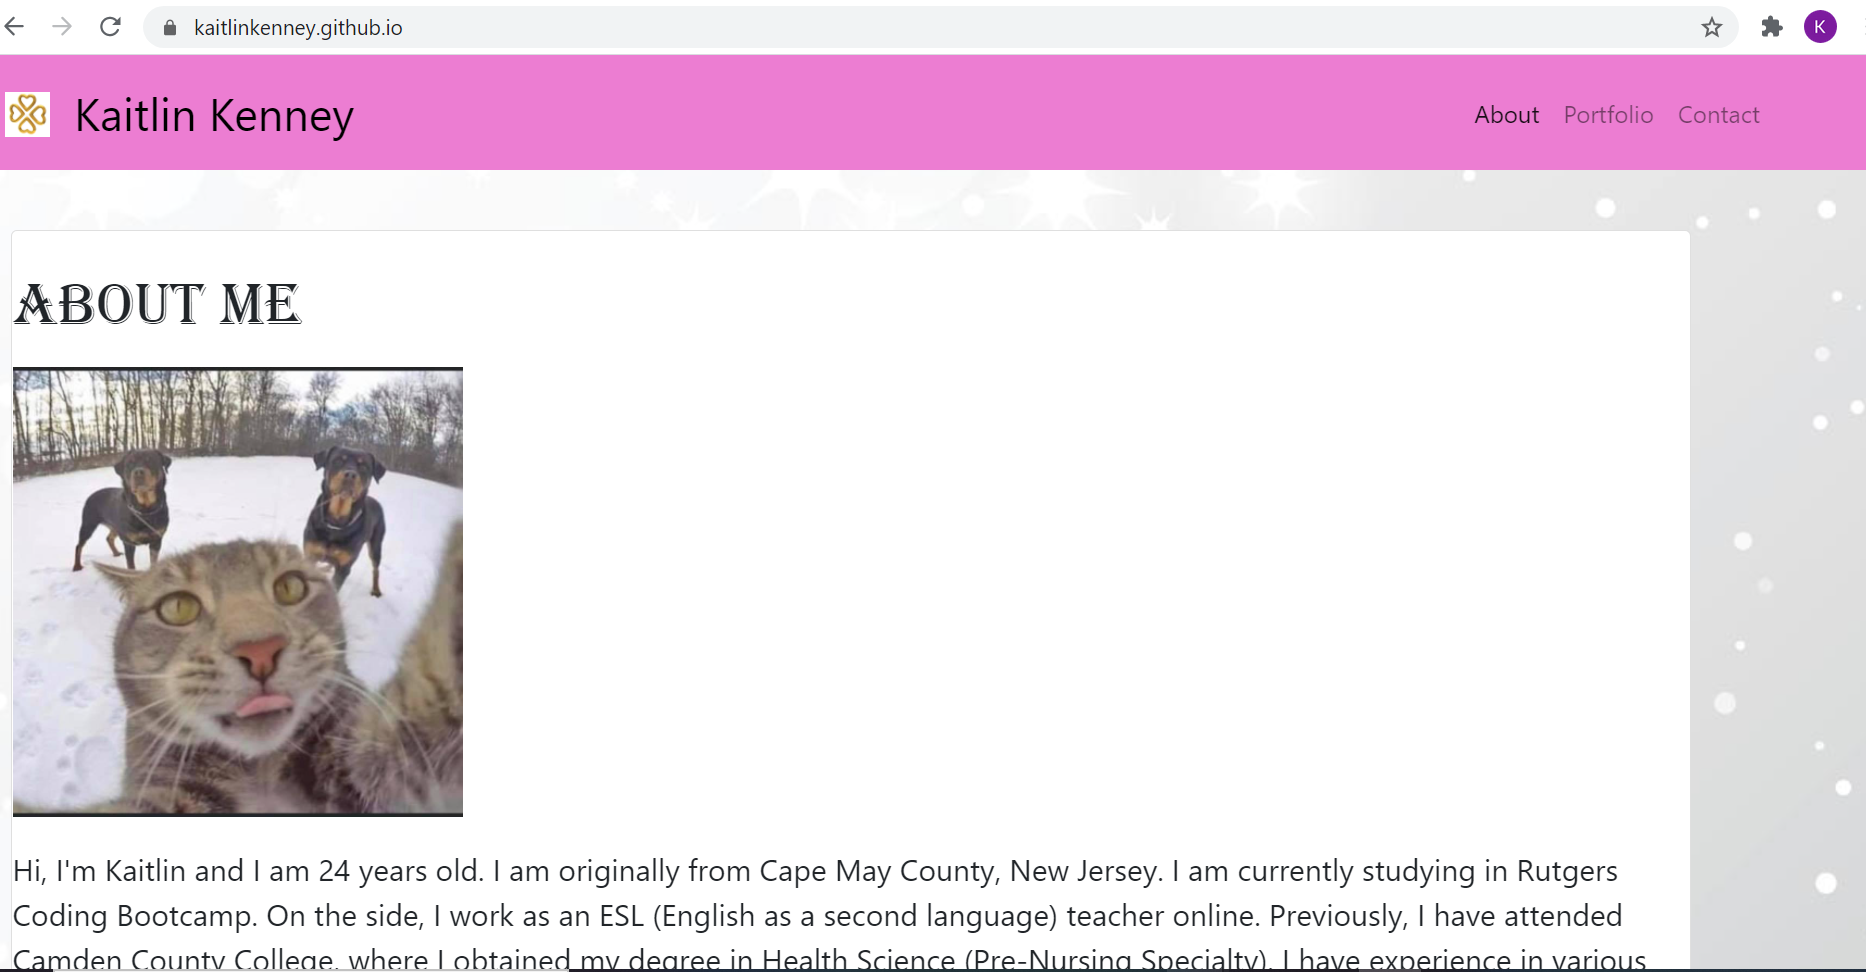 kaitlinkenney.github.io
K
Kaitlin Kenney
About Portfolio Contact
ABOUT ME
Hi, I'm Kaitlin and I am 24 years old. I am originally from Cape May County, New Jersey. I am currently studying in Rutgers
Coding Bootcamp. On the side, I work as an ESL (English as a second language) teacher online. Previously, I have attended
Camden County College, where I obtained my degree in Health Science (Pre-Nursing Specialty). I have experience in various